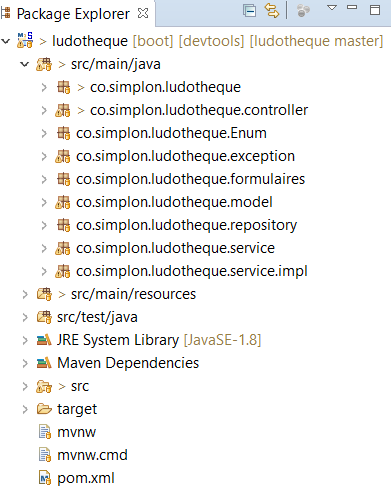 Package Explorer
> ludotheque [boot] [devtools] [ludotheque master]
> src/main/java
> co.simplon.ludotheque
> co.simplon.ludotheque.controller
co.simplon.ludotheque.Enum
co.simplon.ludotheque.exception
co.simplon.ludotheque.formulaires
co.simplon.ludotheque.model
co.simplon.ludotheque.repository
co.simplon.ludotheque.service
co.simplon.ludotheque.service.impl
> src/main/resources
src/test/java
JRE System Library [JavaSE-1.8]
Maven Dependencies
> src
target
mvnw
mvnw.cmd
pom.xml